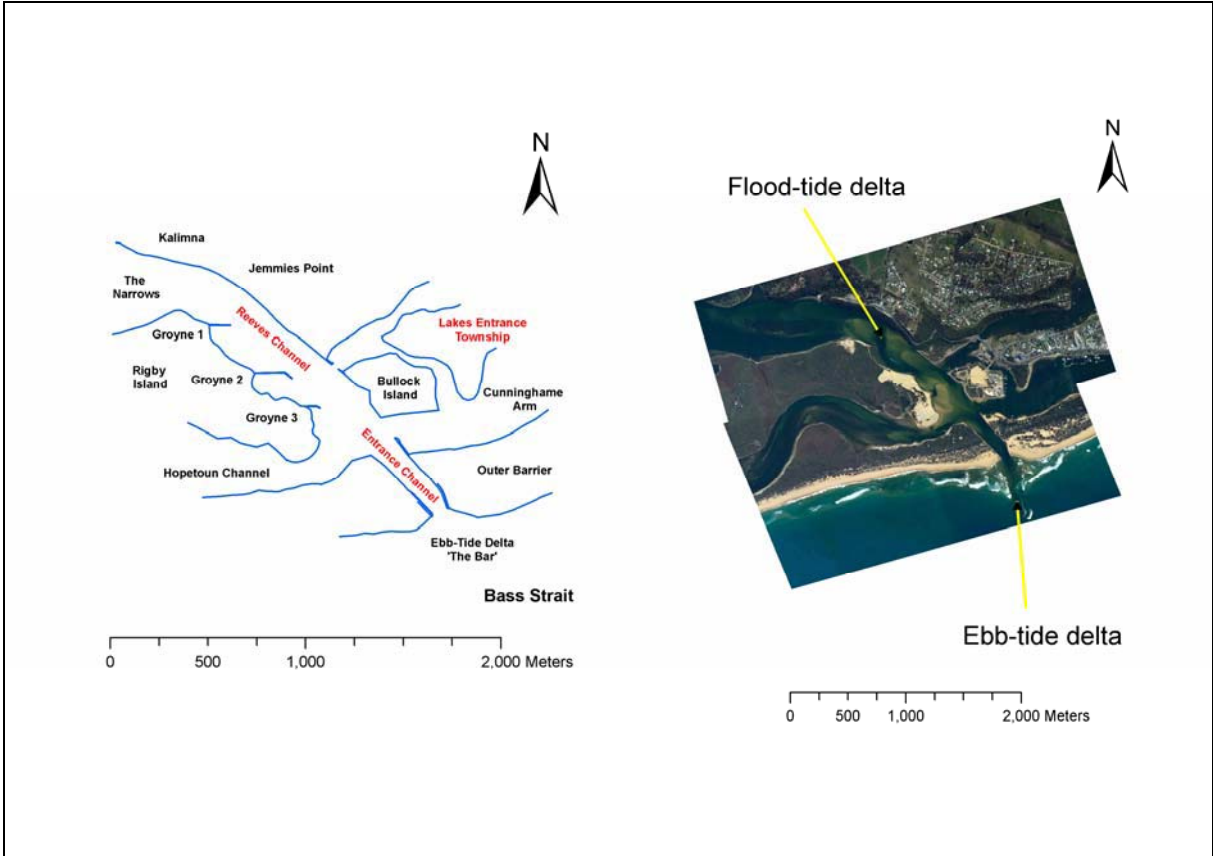 N
Kalimna
Jemmies Point
The
Narrows
Reeves Channel
Groyne 1
Lakes Entrance
Township
Rigby
Island
Groyne 2
Bullock
Island
Cunninghame
Arm
Groyne 3
Entrance Channel
Hopetoun Channel
Outer Barrier
Ebb-Tide Delta
'The Bar'
Bass Strait
0 500 1,000 2,000 Meters
N
Flood-tide delta
Ebb-tide delta
0 500 1,000 2,000 Meters